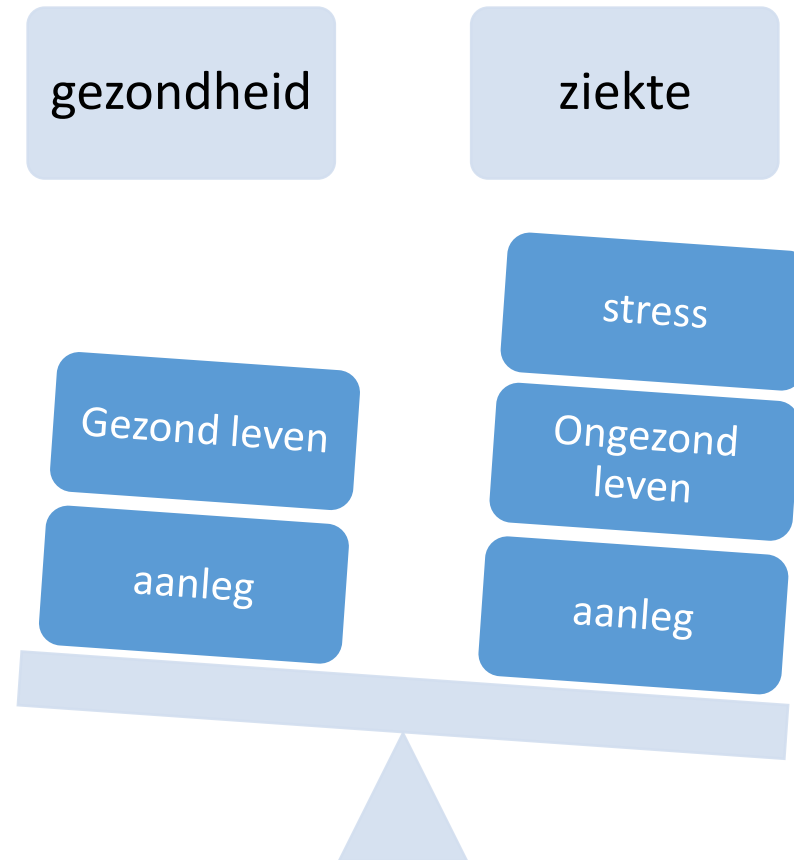 gezondheid
ziekte
stress
Gezond leven
Ongezond
leven
aanleg
aanleg